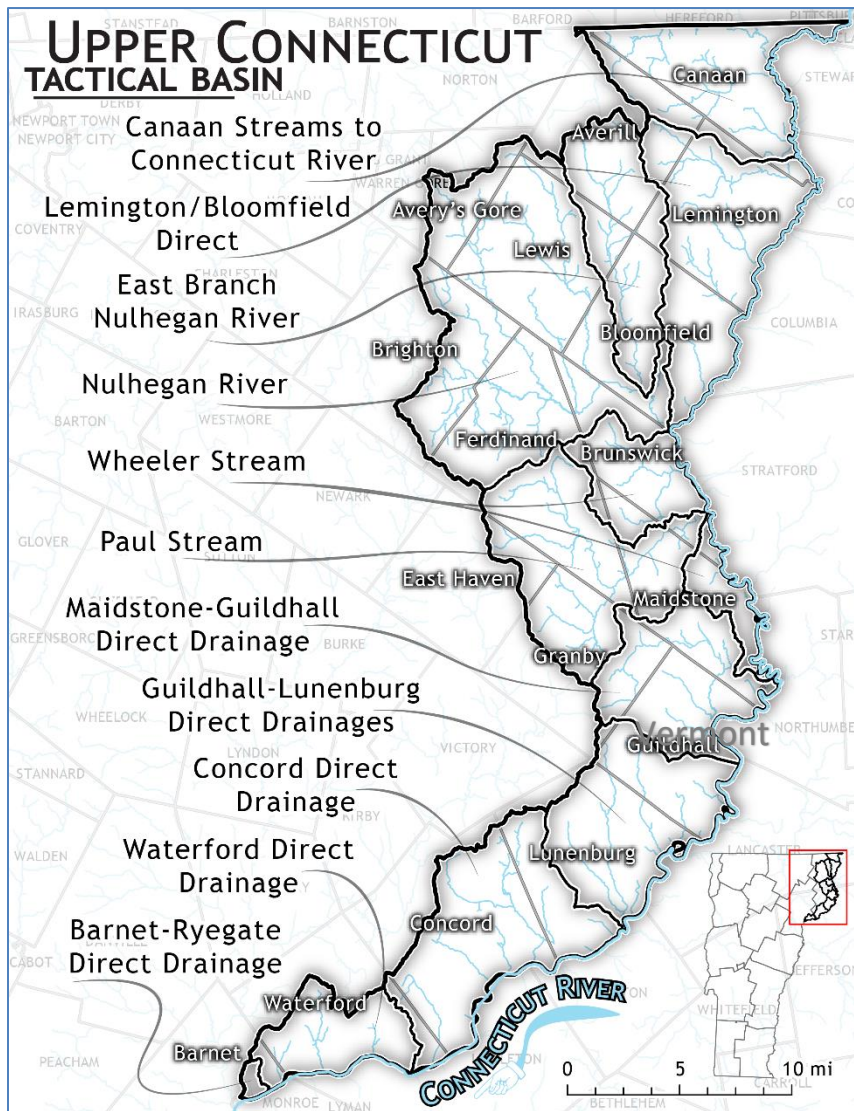 UPPER CONNECTICUT
TACTICAL BASIN
Canaan Streams to
Connecticut River
Lemington/Bloomfield
Direct
East Branch
Nulhegan River
Nulhegan River
Wheeler Stream
Paul Stream
Maidstone-Guildhall
Direct Drainage
Guildhall-Lunenburg
Direct Drainages
Concord Direct
Drainage
Waterford Direct
Drainage
Barnet-Ryegate
Direct Drainage
Canaan
Averill
Avery's Gore
Lewis
Lemington
Brighton
Bloomfield
Ferdinand
Brunswick
East Haven
Maidstone
Granby
Vermont
Guildhall
Lunenburg
Concord
Waterford
Barnet
CONNECTICUT RIVER
0 5 10 mi
STANSTEAD
BARNSTON
BARFORD
HEREFORD
NORTON
HOLLAND
DERBY
NEWPORT TOWN
NEWPORT CITY
WARREN GORE
COVENTRY
CHARLESTON
IRASBURG
COLUMBIA
BARTON
WESTMORE
STRATFORD
NEWARK
GLOVER
SUTTON
BURKE
WHEELOCK
LYNDON
VICTORY
STANNARD
KIRBY
WALDEN
LANCASTER
CABOT
DANVILLE
JEFFERSON
WHITEFIELD
PEACHAM
MONROE
LYMAN
BETHLEHEM
CARROLL